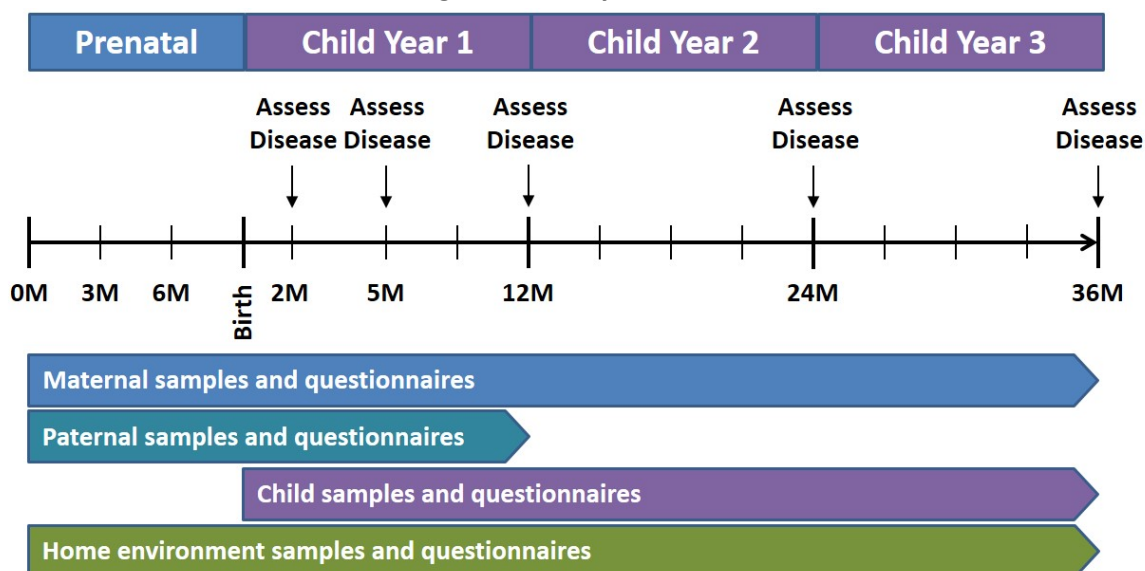 Prenatal Child Year 1 Child Year 2 Child Year 3
Assess Assess Assess Assess Assess
Disease Disease Disease Disease Disease
0M 3M 6M Birth 2M 5M 12M 24M 36M
Maternal samples and questionnaires
Paternal samples and questionnaires
Child samples and questionnaires
Home environment samples and questionnaires